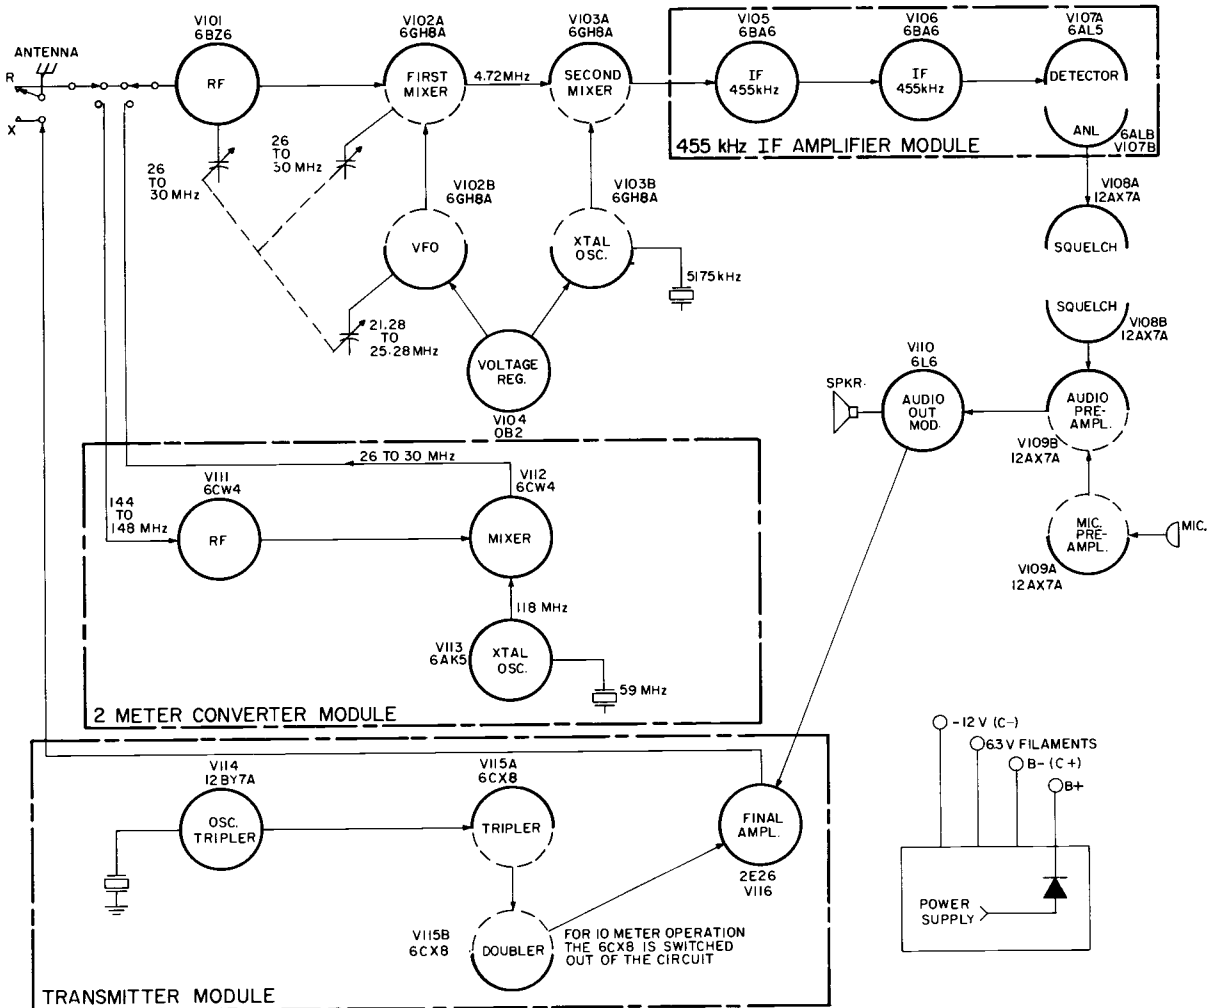 V101
6BZ6
V102A
6GH8A
V103A
6GH8A
V105
6BA6
V106
6BA6
V107A
6AL5
ANTENNA
R
X
RF
FIRST
MIXER
4.72MHz
SECOND
MIXER
IF
455kHz
IF
455kHz
DETECTOR
ANL
6ALB
V107B
455 kHz IF AMPLIFIER MODULE
26
TO
30 MHz
26
TO
30 MHz
V102B
6GH8A
V103B
6GH8A
V108A
12AX7A
VFO
XTAL
OSC.
SQUELCH
5175kHz
21.28
TO
25.28 MHz
SQUELCH
V108B
12AX7A
VOLTAGE
REG.
V104
OB2
V110
6L6
SPKR.
AUDIO
OUT
MOD.
AUDIO
PRE-
AMPL.
V109B
12AX7A
MIC.
PRE-
AMPL.
MIC.
V109A
12AX7A
26 TO 30 MHz
V111
6CW4
V112
6CW4
144
TO
148 MHz
RF
MIXER
118 MHz
V113
6AK5
XTAL
OSC.
59 MHz
2 METER CONVERTER MODULE
V114
12BY7A
V115A
6CX8
OSC.
TRIPLER
TRIPLER
FINAL
AMPL.
2E26
V116
V115B
6CX8
DOUBLER
FOR 10 METER OPERATION
THE 6CX8 IS SWITCHED
OUT OF THE CIRCUIT
TRANSMITTER MODULE
-12 V (C-)
6.3 V FILAMENTS
B- (C+)
B+
POWER
SUPPLY